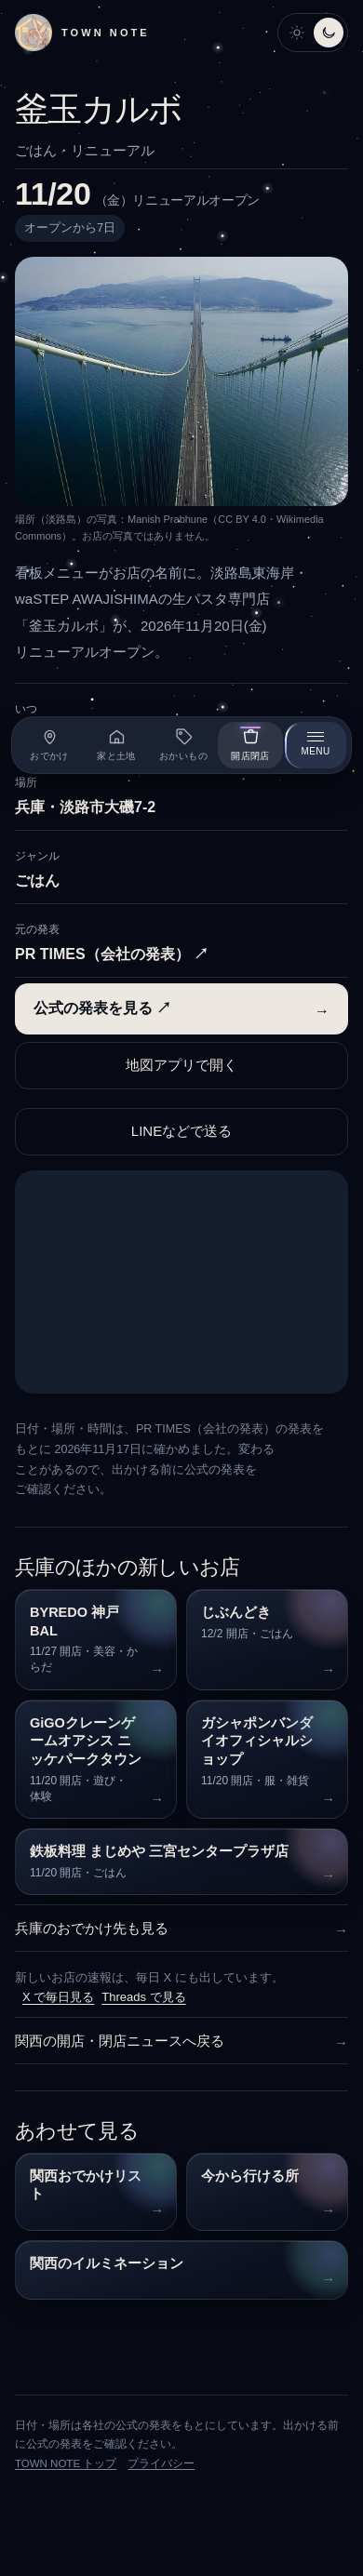 TOWN NOTE
釜玉カルボ
ごはん・リニューアル
11/20（金）リニューアルオープン
オープンから7日
場所（淡路島）の写真：Manish Prabhune（CC BY 4.0・Wikimedia
Commons）。お店の写真ではありません。
看板メニューがお店の名前に。淡路島東海岸・
waSTEP AWAJISHIMAの生パスタ専門店
「釜玉カルボ」が、2026年11月20日(金)
リニューアルオープン。
いつ
おでかけ
家と土地
おかいもの
開店閉店
MENU
場所
兵庫・淡路市大磯7-2
ジャンル
ごはん
元の発表
PR TIMES（会社の発表）↗
公式の発表を見る ↗ →
地図アプリで開く
LINEなどで送る
日付・場所・時間は、PR TIMES（会社の発表）の発表を
もとに 2026年11月17日に確かめました。変わる
ことがあるので、出かける前に公式の発表を
ご確認ください。
兵庫のほかの新しいお店
BYREDO 神戸
BAL
11/27 開店・美容・か
らだ →
じぶんどき
12/2 開店・ごはん
→
GiGOクレーンゲ
ームオアシス ニ
ッケパークタウン
11/20 開店・遊び・
体験 →
ガシャポンバンダ
イオフィシャルシ
ョップ
11/20 開店・服・雑貨
→
鉄板料理 まじめや 三宮センタープラザ店
11/20 開店・ごはん →
兵庫のおでかけ先も見る →
新しいお店の速報は、毎日 X にも出しています。
X で毎日見る Threads で見る
関西の開店・閉店ニュースへ戻る →
あわせて見る
関西おでかけリス
ト
→
今から行ける所
→
関西のイルミネーション
→
日付・場所は各社の公式の発表をもとにしています。出かける前
に公式の発表をご確認ください。
TOWN NOTE トップ プライバシー